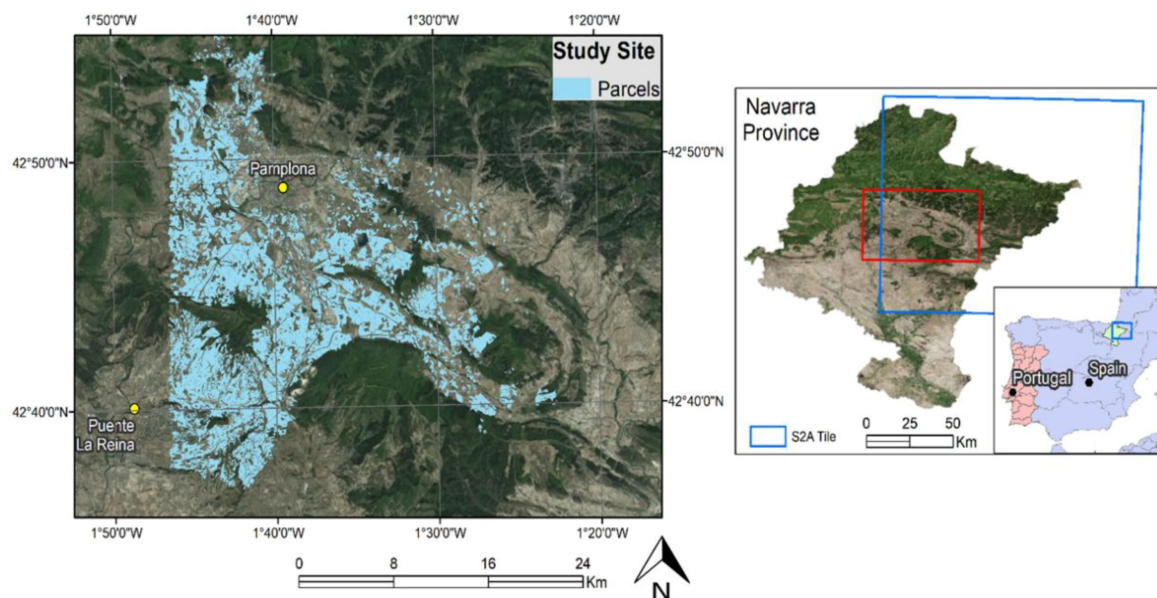 1°50'0"W 1°40'0"W 1°30'0"W 1°20'0"W
Study Site
Parcels
42°50'0"N
42°50'0"N
Pamplona
42°40'0"N
42°40'0"N
Puente
La Reina
1°50'0"W 1°40'0"W 1°30'0"W 1°20'0"W
0 8 16 24
Km
N
Navarra
Province
Portugal
Spain
S2A Tile
0 25 50
Km